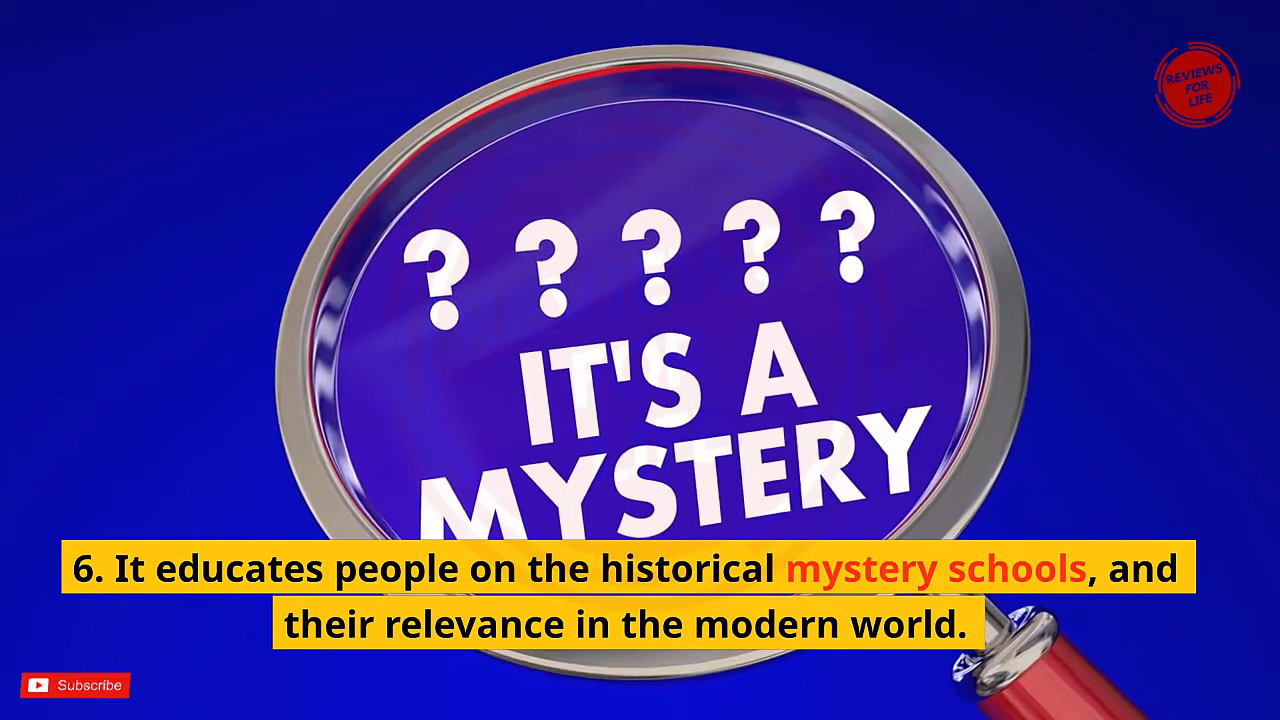 REVIEWS
FOR
LIFE
? ? ? ? ?
IT'S A
MYSTERY
6. It educates people on the historical mystery schools, and
their relevance in the modern world.
Subscribe